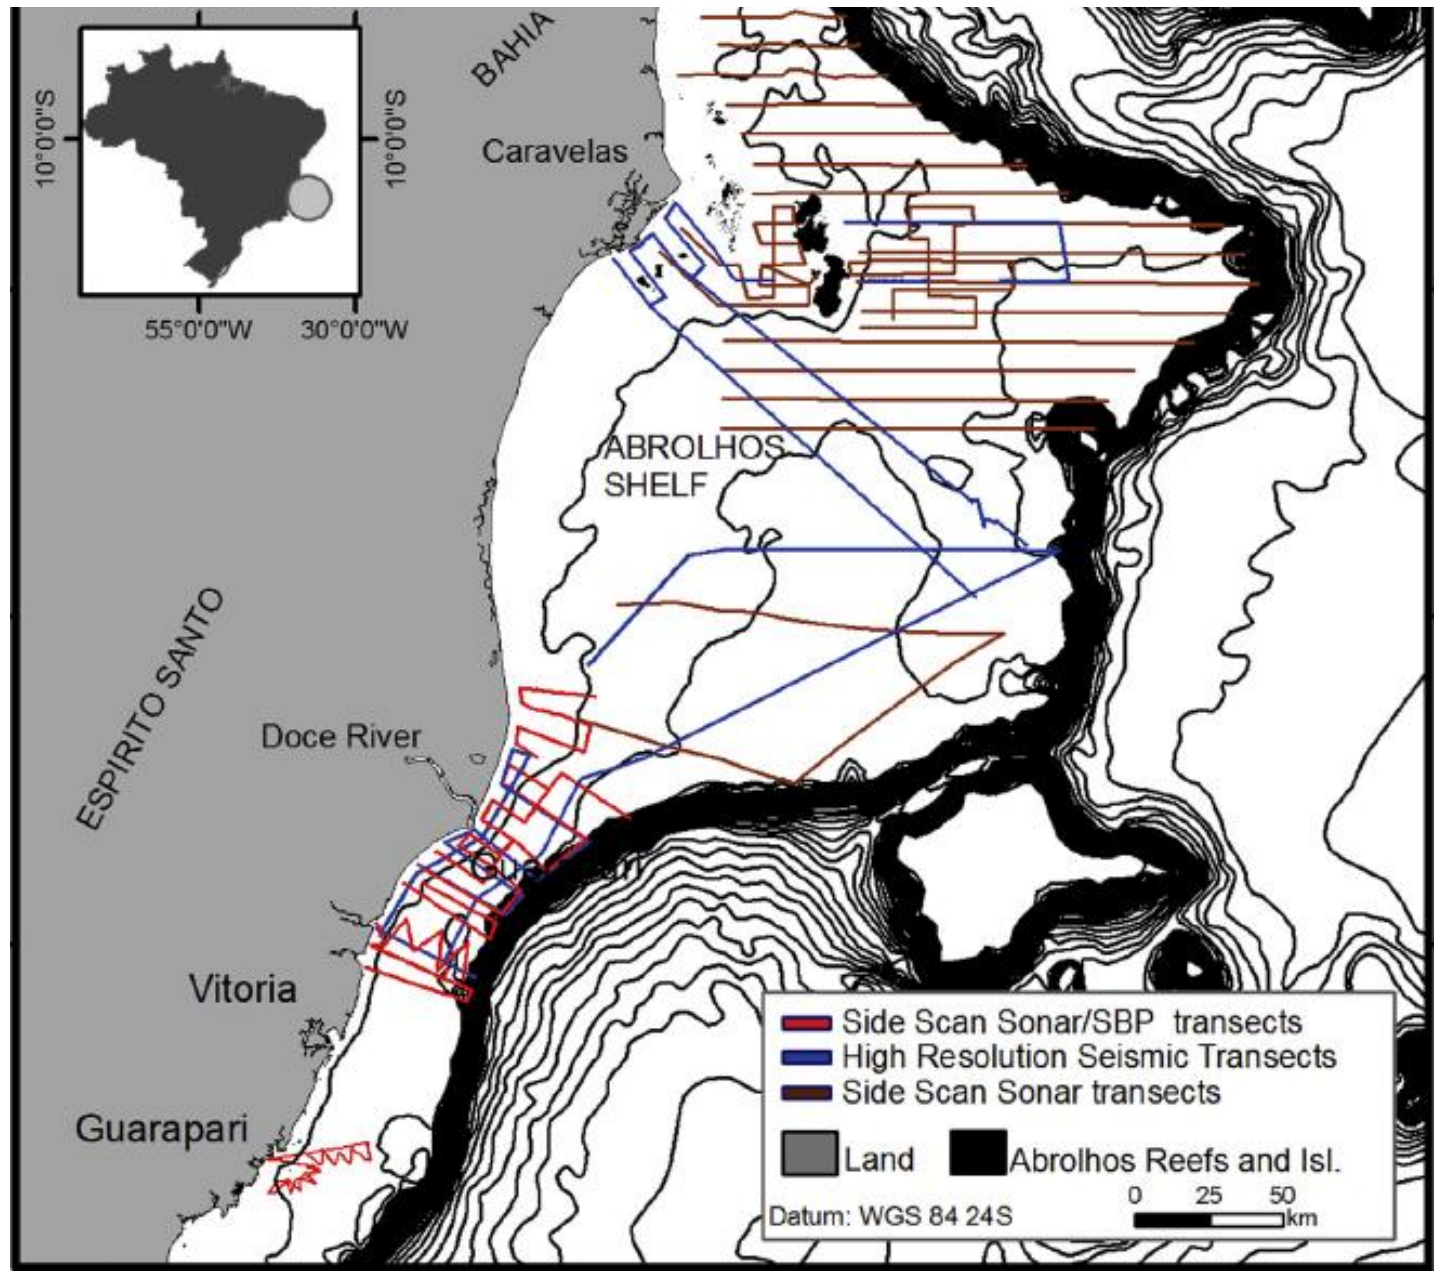 BAHIA
10°0'0"S
10°0'0"S
Caravelas
55°0'0"W
30°0'0"W
ABROLHOS
SHELF
ESPIRITO SANTO
Doce River
Vitoria
Guarapari
Side Scan Sonar/SBP transects
High Resolution Seismic Transects
Side Scan Sonar transects
Land
Abrolhos Reefs and Isl.
0 25 50
km
Datum: WGS 84 24S